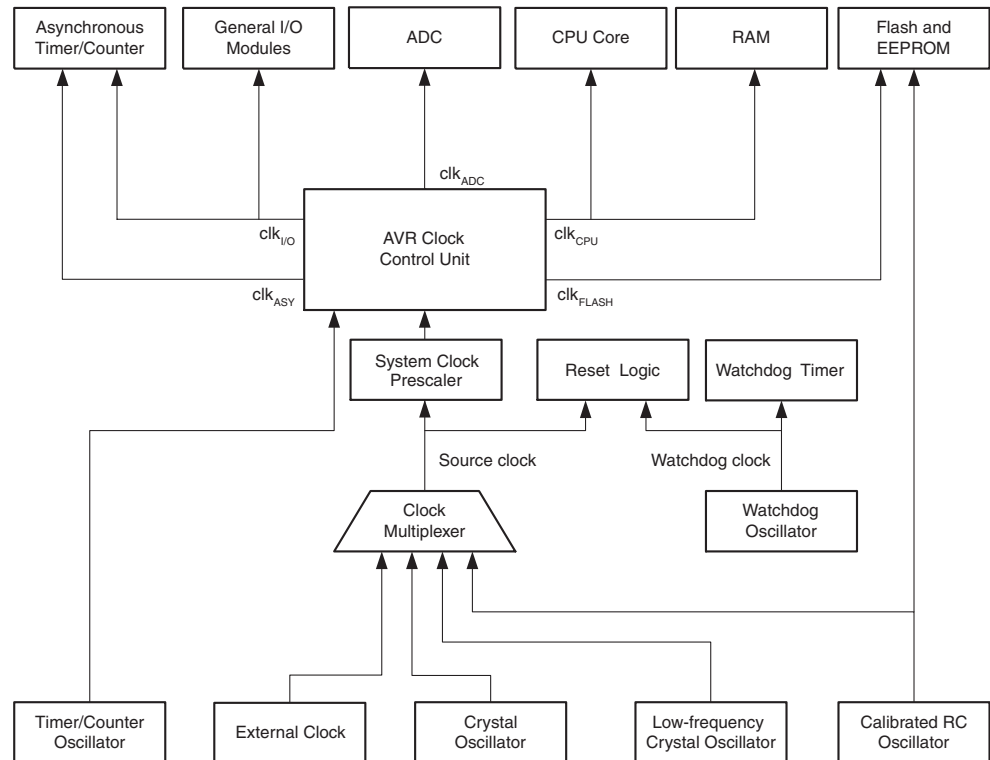 Asynchronous
Timer/Counter
General I/O
Modules
ADC
CPU Core
RAM
Flash and
EEPROM
clkADC
clkI/O
AVR Clock
Control Unit
clkCPU
clkASY
clkFLASH
System Clock
Prescaler
Reset Logic
Watchdog Timer
Source clock
Watchdog clock
Clock
Multiplexer
Watchdog
Oscillator
Timer/Counter
Oscillator
External Clock
Crystal
Oscillator
Low-frequency
Crystal Oscillator
Calibrated RC
Oscillator